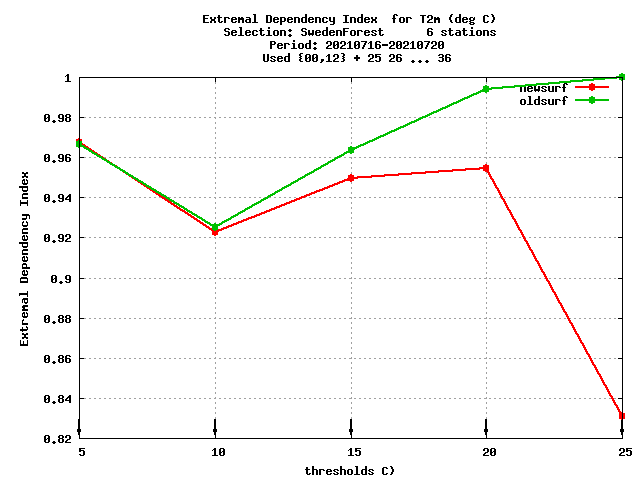 Extremal Dependency Index  for T2m (deg C)
Selection: SwedenForest      6 stations
Period: 20210716-20210720
Used {00,12} + 25 26 ... 36
1
newsurf
oldsurf
0.98
0.96
0.94
0.92
0.9
0.88
0.86
0.84
0.82
Extremal Dependency Index
5 10 15 20 25
thresholds C)